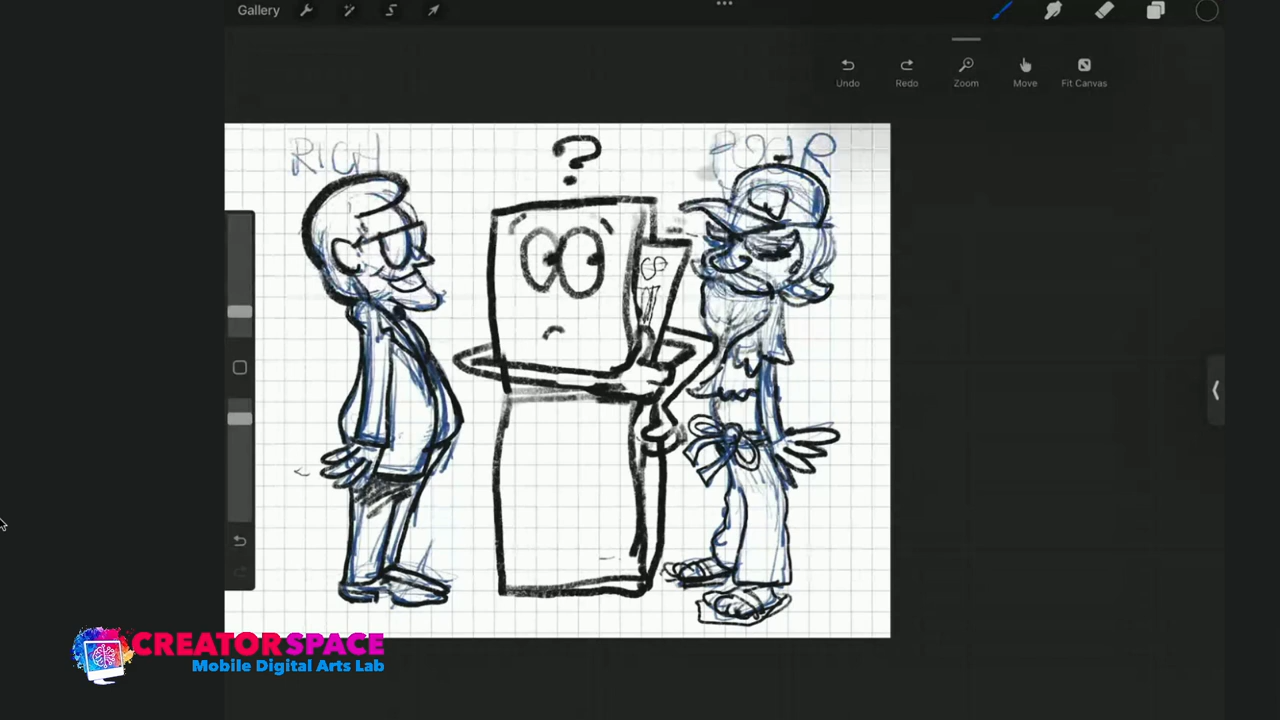 Gallery
Undo Redo Zoom Move Fit Canvas
RICH ? POOR
$
CREATORSPACE
Mobile Digital Arts Lab